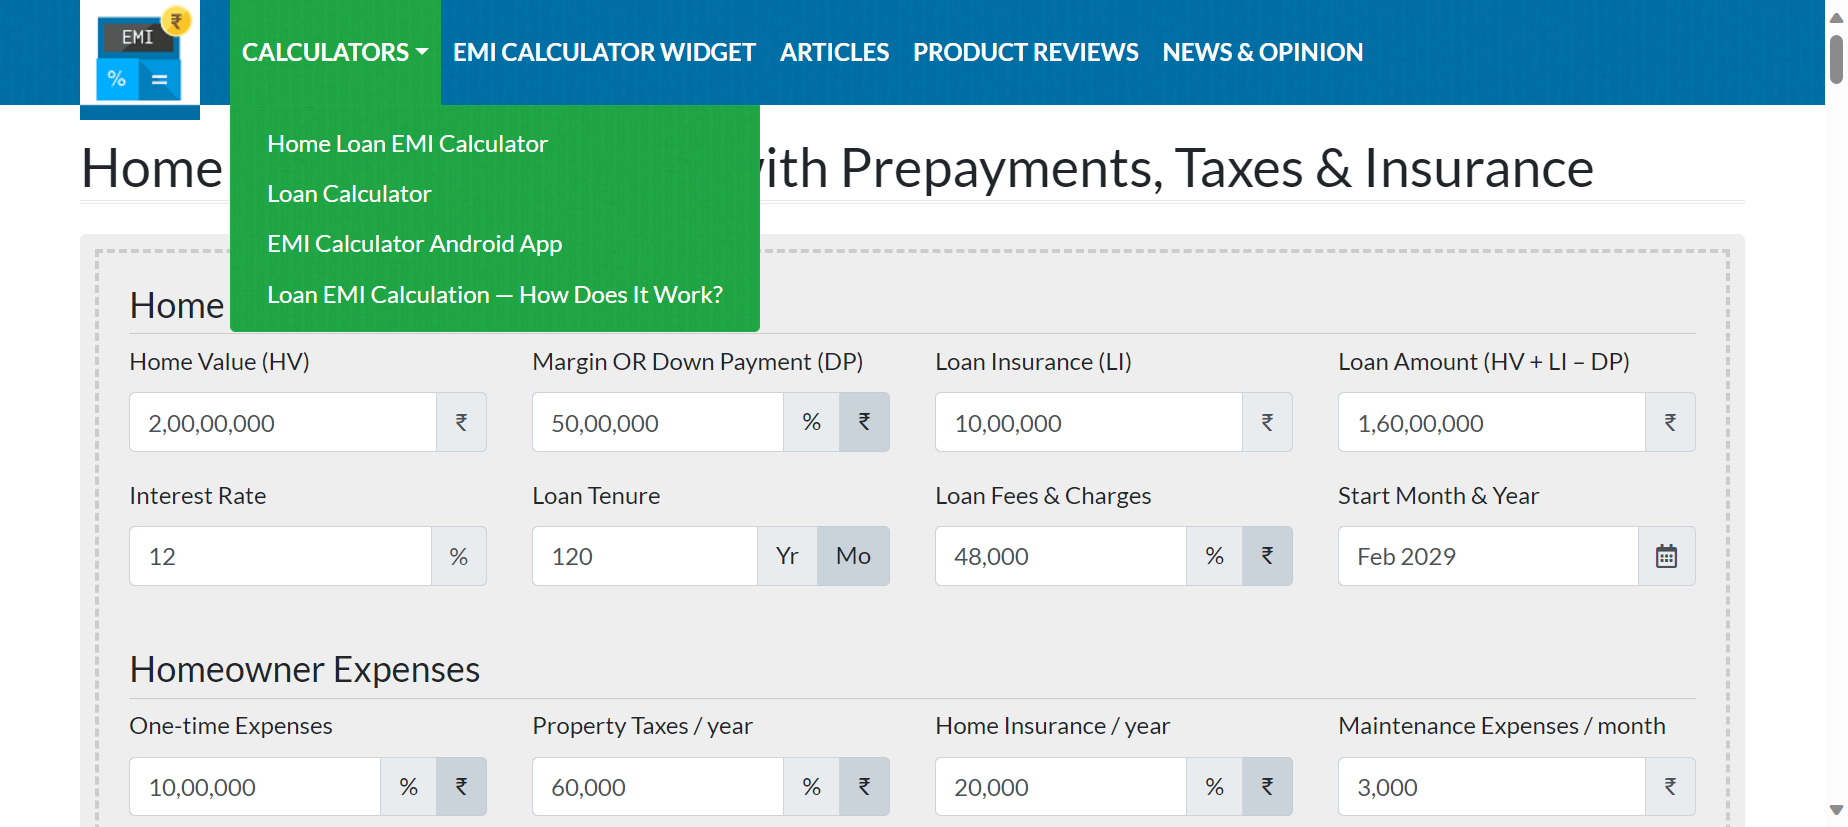 EMI
₹
%
=
CALCULATORS EMI CALCULATOR WIDGET ARTICLES PRODUCT REVIEWS NEWS & OPINION
Home Loan EMI Calculator
Loan Calculator
EMI Calculator Android App
Loan EMI Calculation — How Does It Work?
Home with Prepayments, Taxes & Insurance
Home
Home Value (HV) Margin OR Down Payment (DP) Loan Insurance (LI) Loan Amount (HV + LI – DP)
2,00,00,000 ₹ 50,00,000 % ₹ 10,00,000 ₹ 1,60,00,000 ₹
Interest Rate Loan Tenure Loan Fees & Charges Start Month & Year
12 % 120 Yr Mo 48,000 % ₹ Feb 2029
Homeowner Expenses
One-time Expenses Property Taxes / year Home Insurance / year Maintenance Expenses / month
10,00,000 % ₹ 60,000 % ₹ 20,000 % ₹ 3,000 ₹